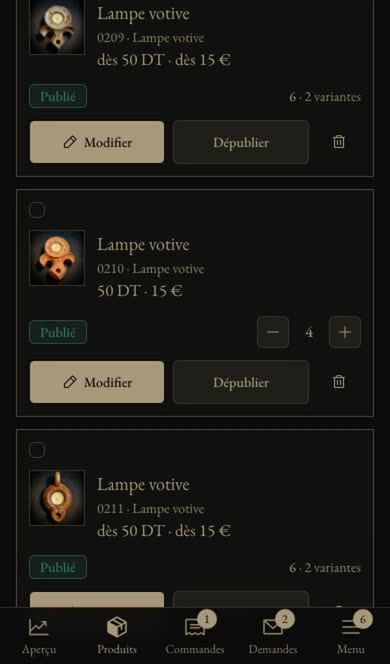 Lampe votive
0209 · Lampe votive
dès 50 DT · dès 15 €
Publié
6 · 2 variantes
Modifier
Dépublier
Lampe votive
0210 · Lampe votive
50 DT · 15 €
Publié
4
Modifier
Dépublier
Lampe votive
0211 · Lampe votive
dès 50 DT · dès 15 €
Publié
6 · 2 variantes
1
2
6
Aperçu
Produits
Commandes
Demandes
Menu